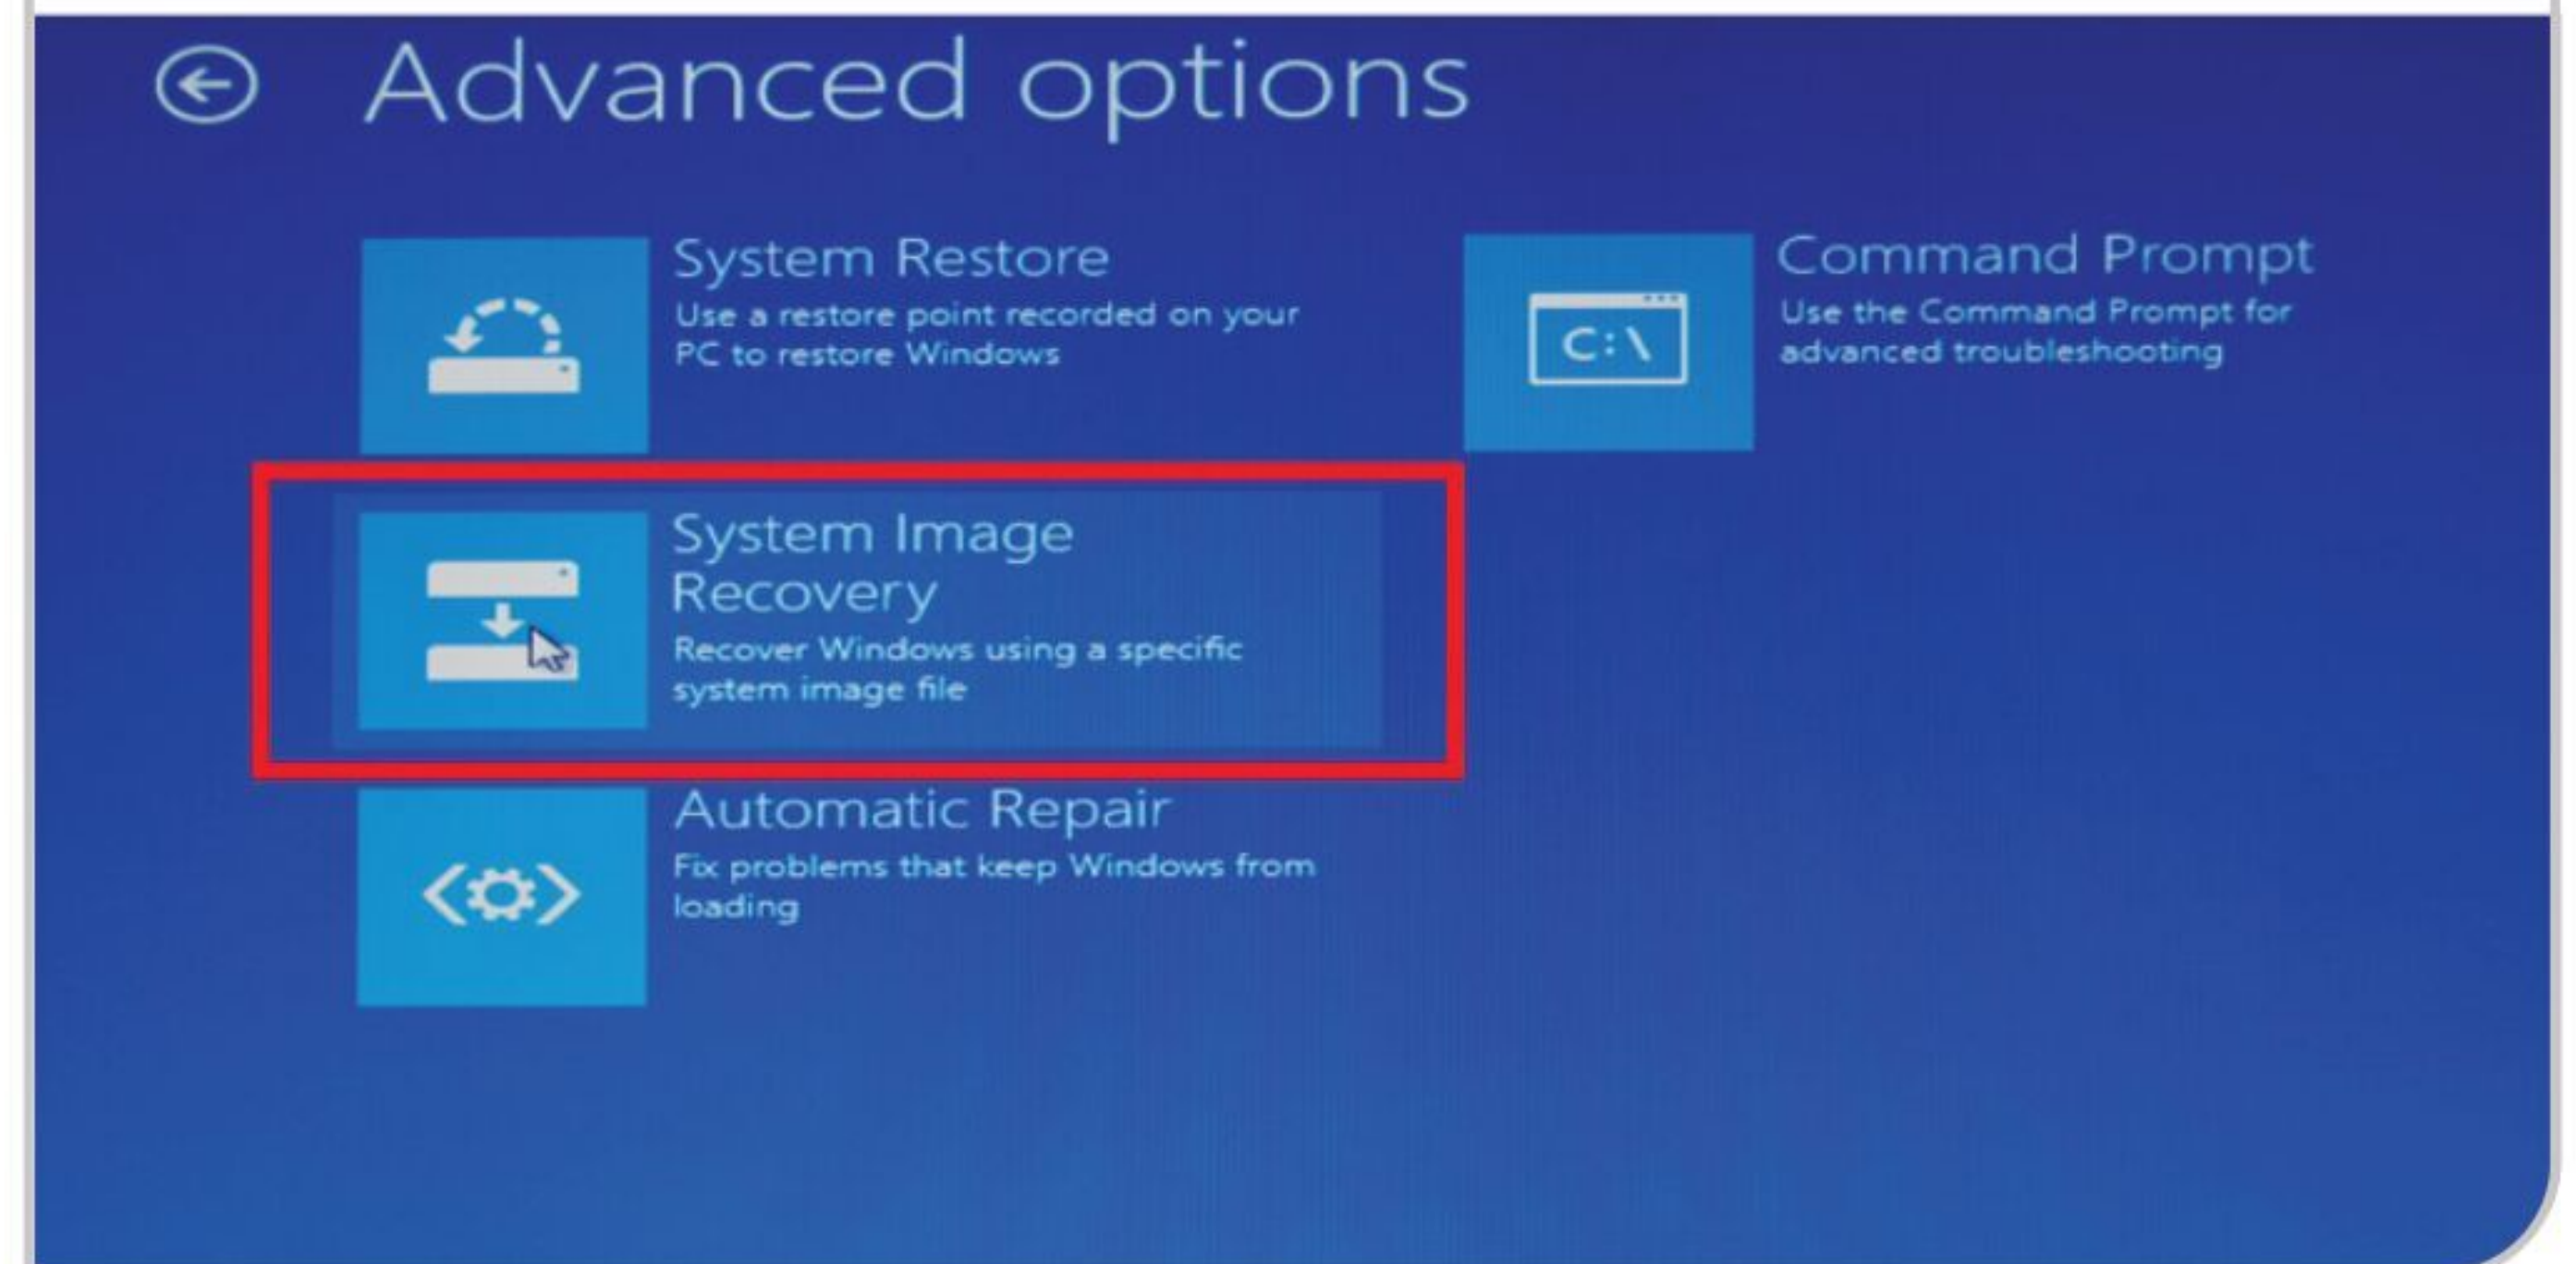 Advanced options
System Restore
Use a restore point recorded on your
PC to restore Windows
Command Prompt
Use the Command Prompt for
advanced troubleshooting
C:\
System Image
Recovery
Recover Windows using a specific
system image file
Automatic Repair
Fix problems that keep Windows from
loading